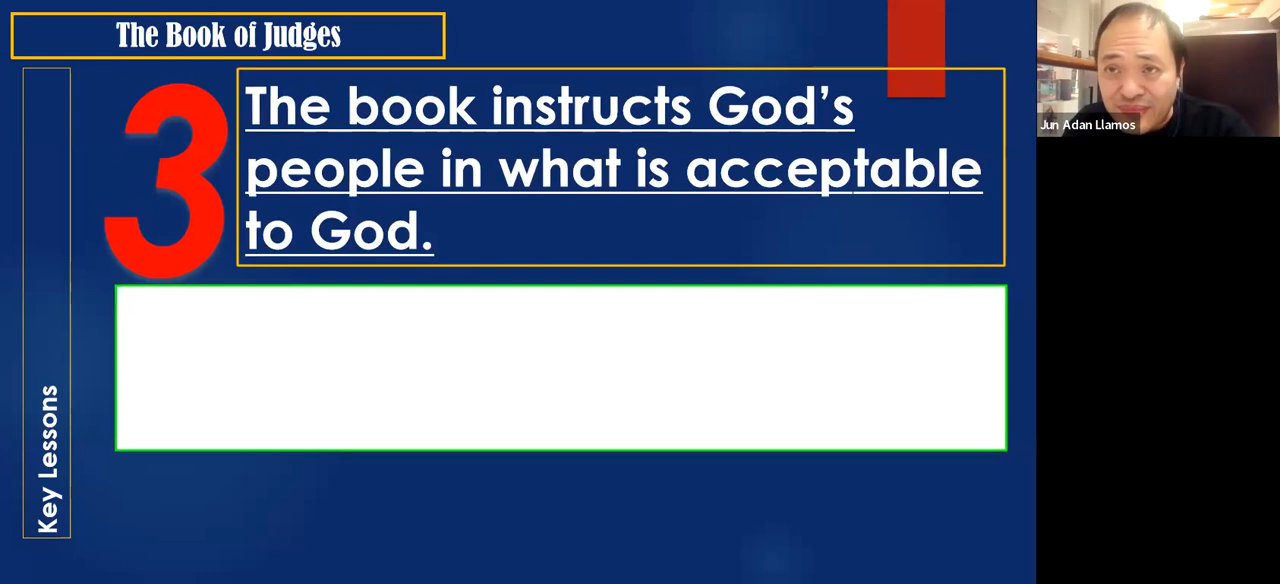 The Book of Judges
3
The book instructs God's
people in what is acceptable
to God.
Key Lessons
Jun Adan Llamos